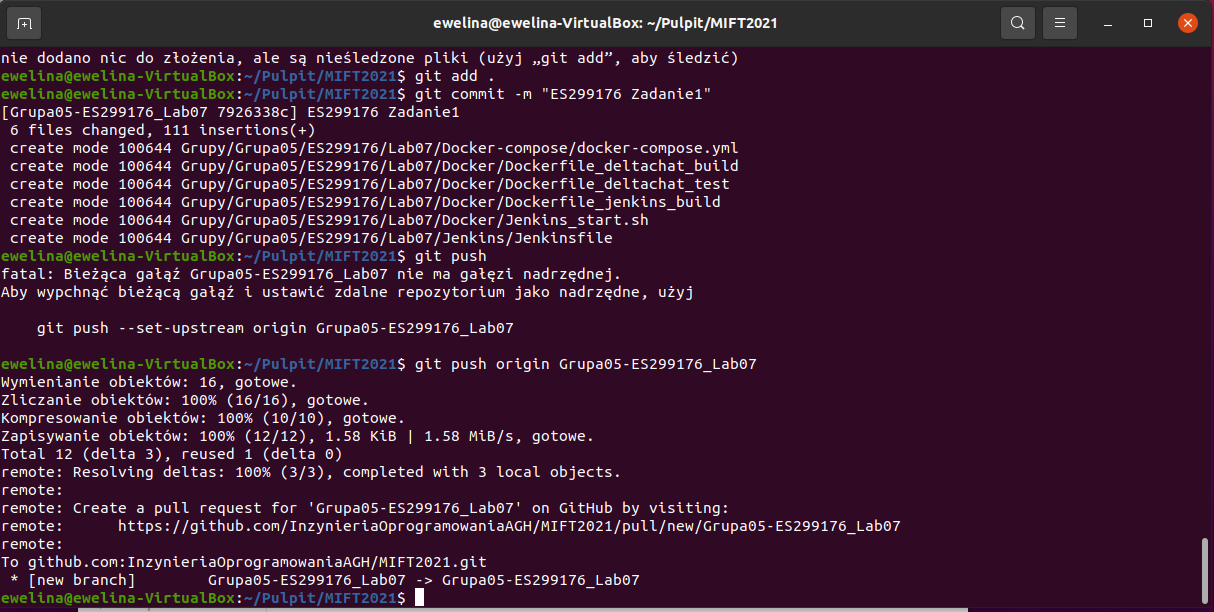 ewelina@ewelina-VirtualBox: ~/Pulpit/MIFT2021
nie dodano nic do złożenia, ale są nieśledzone pliki (użyj „git add”, aby śledzić)
ewelina@ewelina-VirtualBox:~/Pulpit/MIFT2021$ git add .
ewelina@ewelina-VirtualBox:~/Pulpit/MIFT2021$ git commit -m "ES299176 Zadanie1"
[Grupa05-ES299176_Lab07 7926338c] ES299176 Zadanie1
 6 files changed, 111 insertions(+)
 create mode 100644 Grupy/Grupa05/ES299176/Lab07/Docker-compose/docker-compose.yml
 create mode 100644 Grupy/Grupa05/ES299176/Lab07/Docker/Dockerfile_deltachat_build
 create mode 100644 Grupy/Grupa05/ES299176/Lab07/Docker/Dockerfile_deltachat_test
 create mode 100644 Grupy/Grupa05/ES299176/Lab07/Docker/Dockerfile_jenkins_build
 create mode 100644 Grupy/Grupa05/ES299176/Lab07/Docker/Jenkins_start.sh
 create mode 100644 Grupy/Grupa05/ES299176/Lab07/Jenkins/Jenkinsfile
ewelina@ewelina-VirtualBox:~/Pulpit/MIFT2021$ git push
fatal: Bieżąca gałąź Grupa05-ES299176_Lab07 nie ma gałęzi nadrzędnej.
Aby wypchnąć bieżącą gałąź i ustawić zdalne repozytorium jako nadrzędne, użyj
    git push --set-upstream origin Grupa05-ES299176_Lab07
ewelina@ewelina-VirtualBox:~/Pulpit/MIFT2021$ git push origin Grupa05-ES299176_Lab07
Wymienianie obiektów: 16, gotowe.
Zliczanie obiektów: 100% (16/16), gotowe.
Kompresowanie obiektów: 100% (10/10), gotowe.
Zapisywanie obiektów: 100% (12/12), 1.58 KiB | 1.58 MiB/s, gotowe.
Total 12 (delta 3), reused 1 (delta 0)
remote: Resolving deltas: 100% (3/3), completed with 3 local objects.
remote:
remote: Create a pull request for 'Grupa05-ES299176_Lab07' on GitHub by visiting:
remote:      https://github.com/InzynieriaOprogramowaniaAGH/MIFT2021/pull/new/Grupa05-ES299176_Lab07
remote:
To github.com:InzynieriaOprogramowaniaAGH/MIFT2021.git
 * [new branch]        Grupa05-ES299176_Lab07 -> Grupa05-ES299176_Lab07
ewelina@ewelina-VirtualBox:~/Pulpit/MIFT2021$